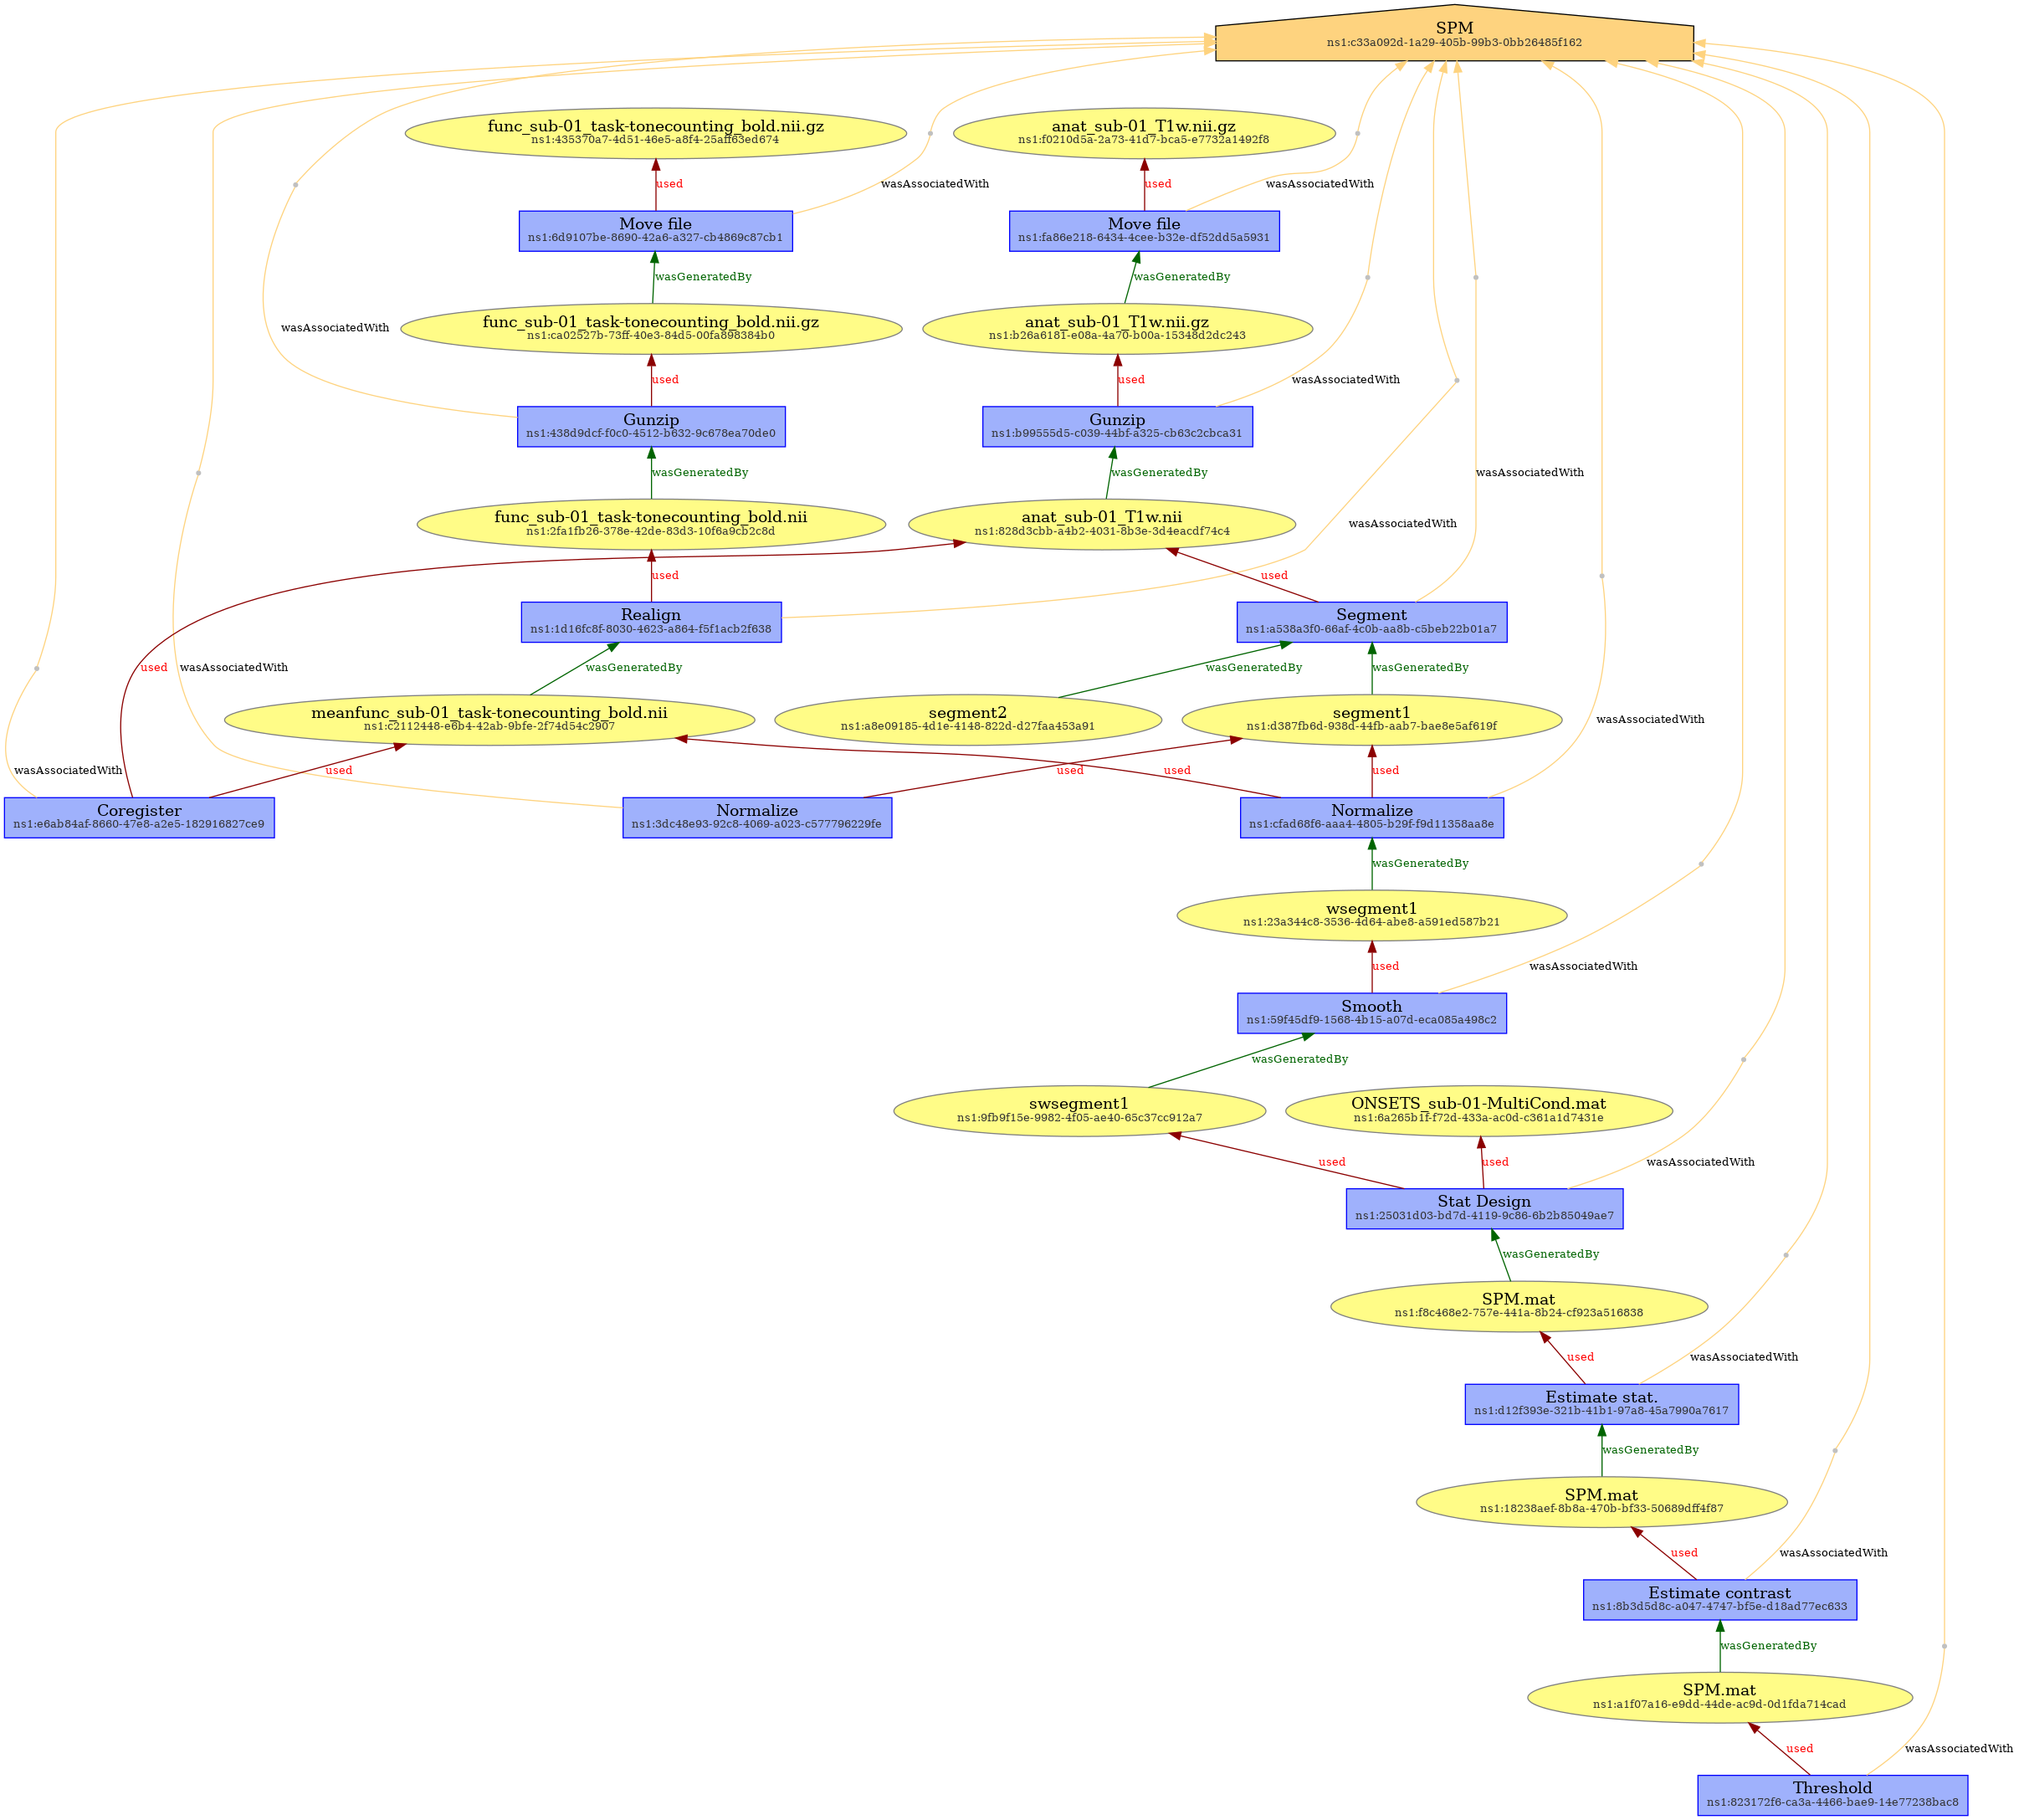 SPM
ns1:c33a092d-1a29-405b-99b3-0bb26485f162
func_sub-01_task-tonecounting_bold.nii.gz
ns1:435370a7-4d51-46e5-a8f4-25aff63ed674
anat_sub-01_T1w.nii.gz
ns1:f0210d5a-2a73-41d7-bca5-e7732a1492f8
used
wasAssociatedWith
used
wasAssociatedWith
Move file
ns1:6d9107be-8690-42a6-a327-cb4869c87cb1
Move file
ns1:fa86e218-6434-4cee-b32e-df52dd5a5931
wasGeneratedBy
wasGeneratedBy
func_sub-01_task-tonecounting_bold.nii.gz
ns1:ca02527b-73ff-40e3-84d5-00fa898384b0
anat_sub-01_T1w.nii.gz
ns1:b26a6181-e08a-4a70-b00a-15348d2dc243
wasAssociatedWith
used
used
wasAssociatedWith
Gunzip
ns1:438d9dcf-f0c0-4512-b632-9c678ea70de0
Gunzip
ns1:b99555d5-c039-44bf-a325-cb63c2cbca31
wasGeneratedBy
wasGeneratedBy
wasAssociatedWith
func_sub-01_task-tonecounting_bold.nii
ns1:2fa1fb26-378e-42de-83d3-10f6a9cb2c8d
anat_sub-01_T1w.nii
ns1:828d3cbb-a4b2-4031-8b3e-3d4eacdf74c4
wasAssociatedWith
used
used
Realign
ns1:1d16fc8f-8030-4623-a864-f5f1acb2f638
Segment
ns1:a538a3f0-66af-4c0b-aa8b-c5beb22b01a7
used
wasAssociatedWith
wasGeneratedBy
wasGeneratedBy
wasGeneratedBy
meanfunc_sub-01_task-tonecounting_bold.nii
ns1:c2112448-e6b4-42ab-9bfe-2f74d54c2907
segment2
ns1:a8e09185-4d1e-4148-822d-d27faa453a91
segment1
ns1:d387fb6d-938d-44fb-aab7-bae8e5af619f
wasAssociatedWith
wasAssociatedWith
used
used
used
used
Coregister
ns1:e6ab84af-8660-47e8-a2e5-182916827ce9
Normalize
ns1:3dc48e93-92c8-4069-a023-c577796229fe
Normalize
ns1:cfad68f6-aaa4-4805-b29f-f9d11358aa8e
wasGeneratedBy
wsegment1
ns1:23a344c8-3536-4d64-abe8-a591ed587b21
used
wasAssociatedWith
Smooth
ns1:59f45df9-1568-4b15-a07d-eca085a498c2
wasGeneratedBy
swsegment1
ns1:9fb9f15e-9982-4f05-ae40-65c37cc912a7
ONSETS_sub-01-MultiCond.mat
ns1:6a265b1f-f72d-433a-ac0d-c361a1d7431e
used
used
wasAssociatedWith
Stat Design
ns1:25031d03-bd7d-4119-9c86-6b2b85049ae7
wasGeneratedBy
SPM.mat
ns1:f8c468e2-757e-441a-8b24-cf923a516838
used
wasAssociatedWith
Estimate stat.
ns1:d12f393e-321b-41b1-97a8-45a7990a7617
wasGeneratedBy
SPM.mat
ns1:18238aef-8b8a-470b-bf33-50689dff4f87
used
wasAssociatedWith
Estimate contrast
ns1:8b3d5d8c-a047-4747-bf5e-d18ad77ec633
wasGeneratedBy
SPM.mat
ns1:a1f07a16-e9dd-44de-ac9d-0d1fda714cad
used
wasAssociatedWith
Threshold
ns1:823172f6-ca3a-4466-bae9-14e77238bac8